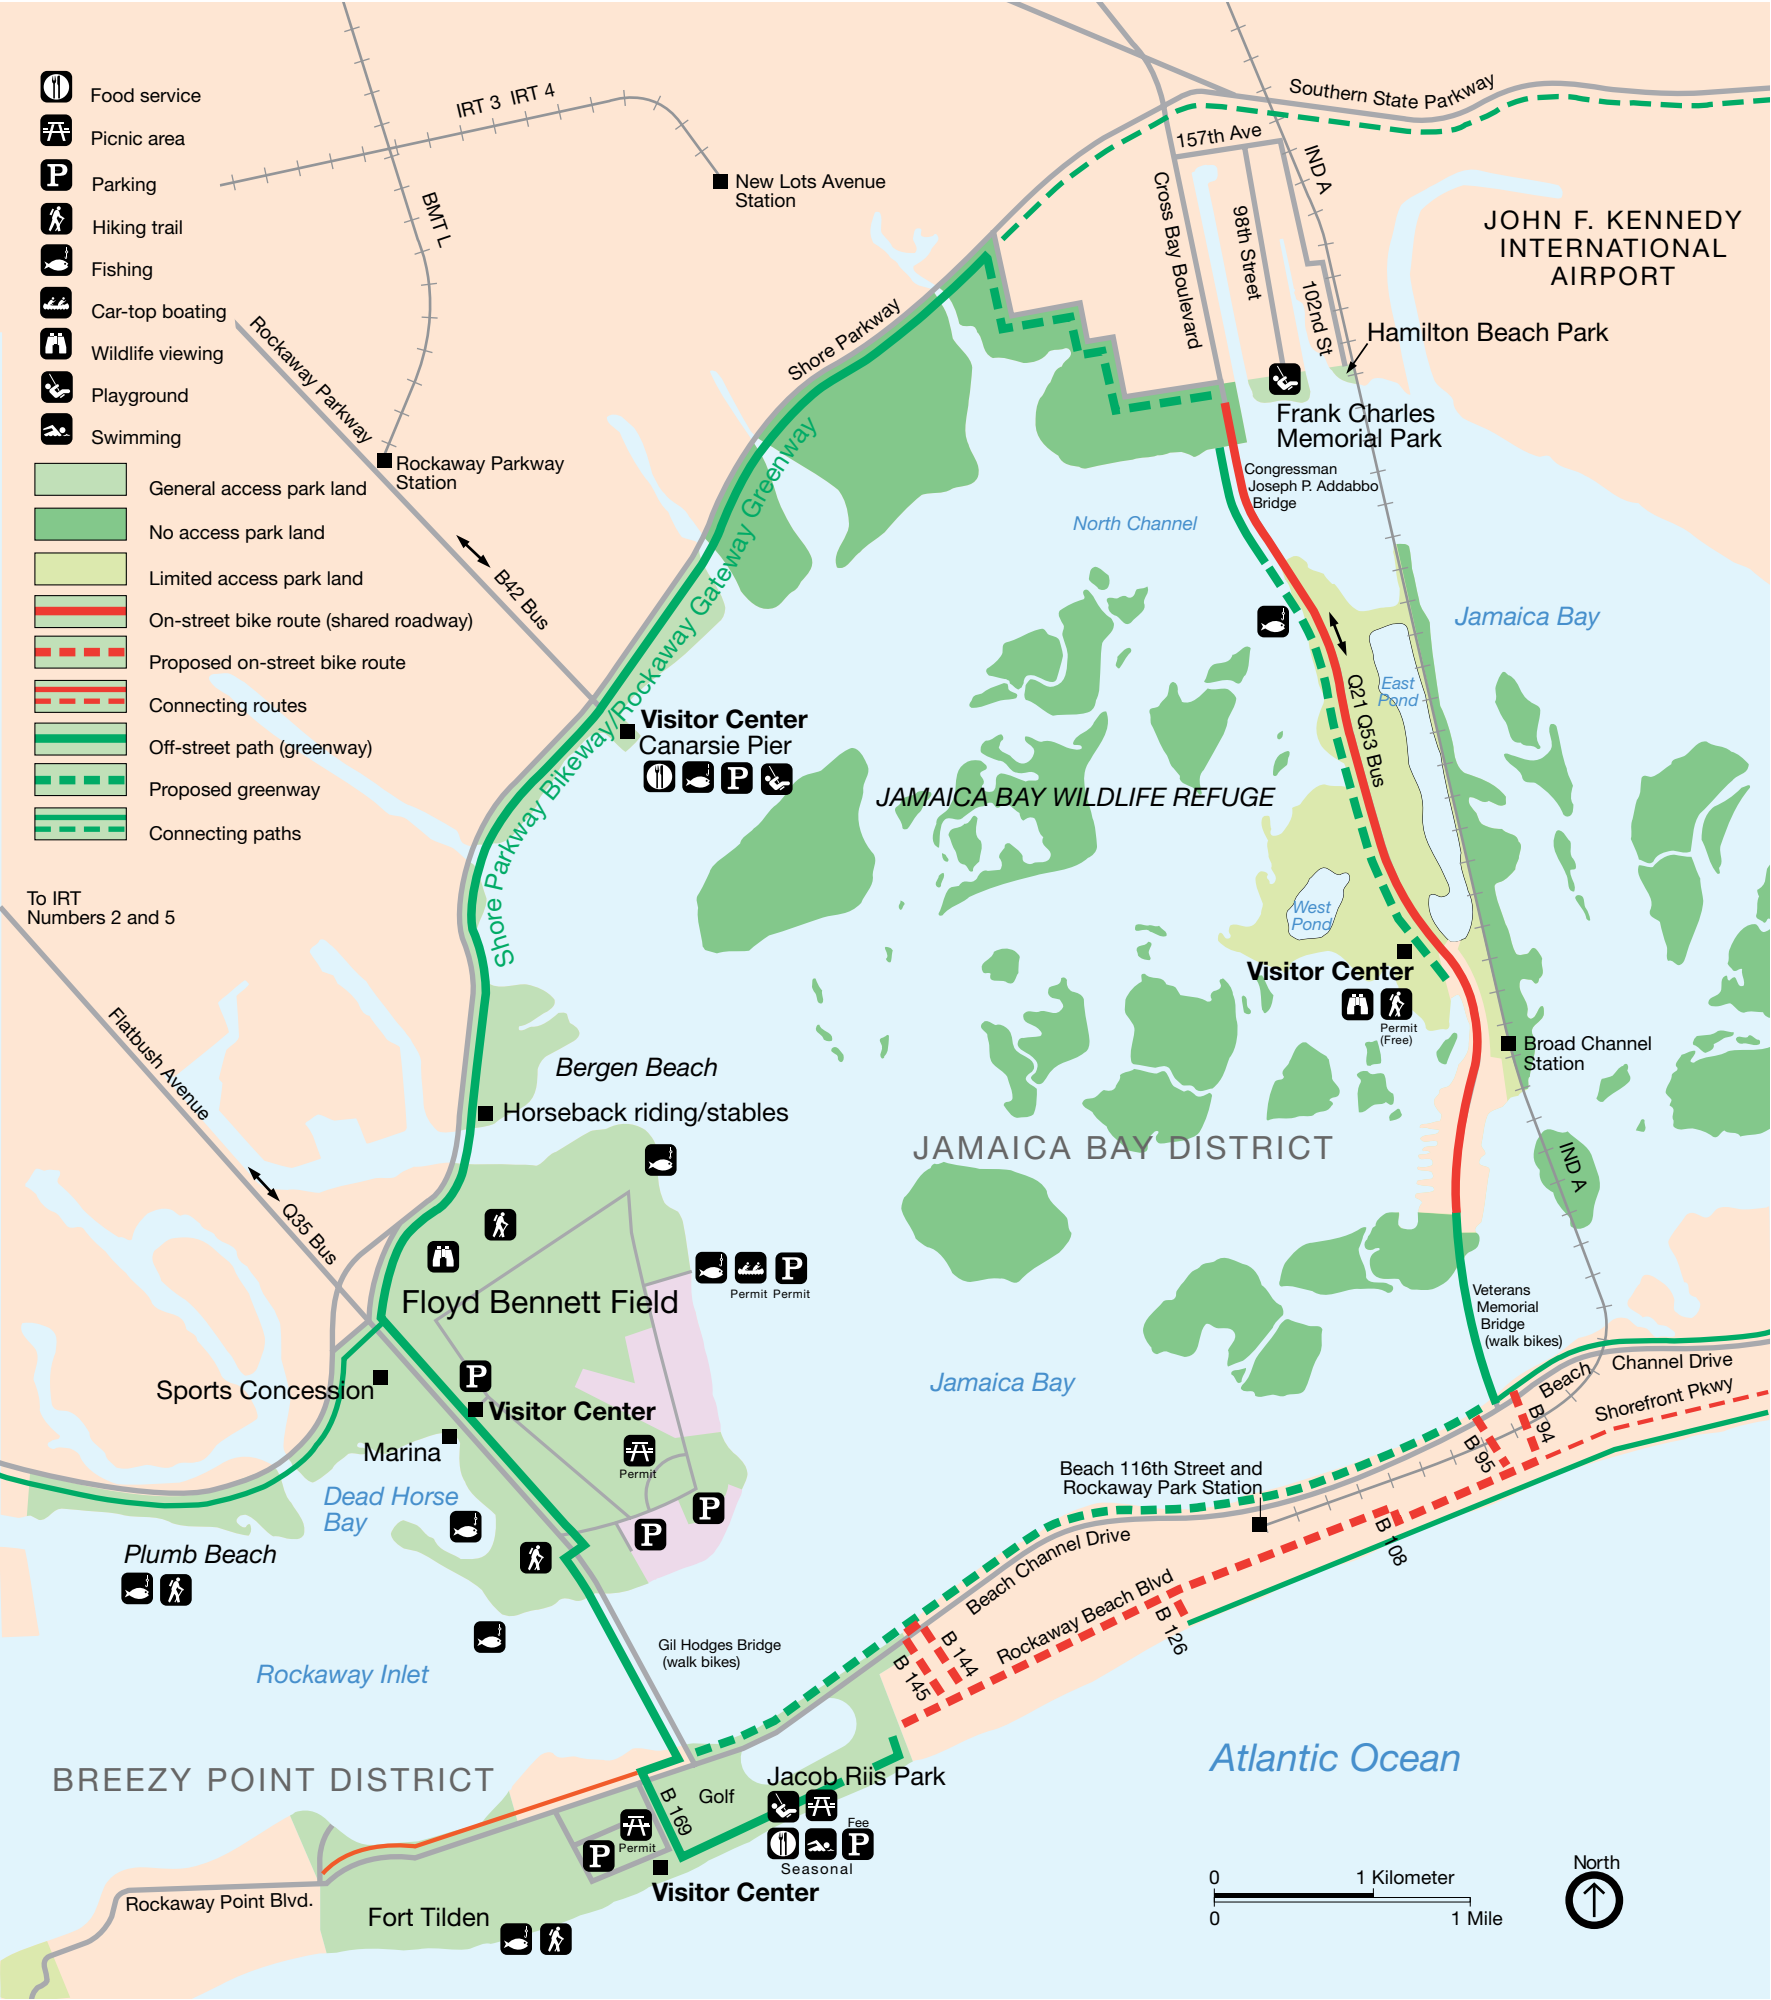 Food service
Picnic area
Parking
Hiking trail
Fishing
Car-top boating
Wildlife viewing
Playground
Swimming
General access park land
No access park land
Limited access park land
On-street bike route (shared roadway)
Proposed on-street bike route
Connecting routes
Off-street path (greenway)
Proposed greenway
Connecting paths
IRT 3 IRT 4
BMT L
New Lots Avenue
Station
Rockaway Parkway
Rockaway Parkway
Station
B42 Bus
Shore Parkway
Shore Parkway Bikeway/Rockaway Gateway Greenway
Southern State Parkway
157th Ave
IND A
Cross Bay Boulevard
98th Street
102nd St
JOHN F. KENNEDY
INTERNATIONAL
AIRPORT
Hamilton Beach Park
Frank Charles
Memorial Park
Congressman
Joseph P. Addabbo
Bridge
North Channel
Jamaica Bay
East
Pond
Q21 Q53 Bus
Visitor Center
Canarsie Pier
P
JAMAICA BAY WILDLIFE REFUGE
West
Pond
Visitor Center
Permit
(Free)
Broad Channel
Station
To IRT
Numbers 2 and 5
Flatbush Avenue
Q35 Bus
Bergen Beach
Horseback riding/stables
JAMAICA BAY DISTRICT
IND A
P
Permit Permit
Floyd Bennett Field
P
Sports Concession
Visitor Center
Marina
Permit
P
P
Dead Horse
Bay
Plumb Beach
Jamaica Bay
Veterans
Memorial
Bridge
(walk bikes)
Beach Channel Drive
Shorefront Pkwy
B 94
B 95
Beach 116th Street and
Rockaway Park Station
B 108
Beach Channel Drive
Rockaway Beach Blvd
B 126
B 144
B 145
Gil Hodges Bridge
(walk bikes)
Rockaway Inlet
BREEZY POINT DISTRICT
Atlantic Ocean
Jacob Riis Park
Golf
B 169
Fee
P
Seasonal
Permit
P
Visitor Center
Rockaway Point Blvd.
Fort Tilden
0 1 Kilometer
0 1 Mile
North